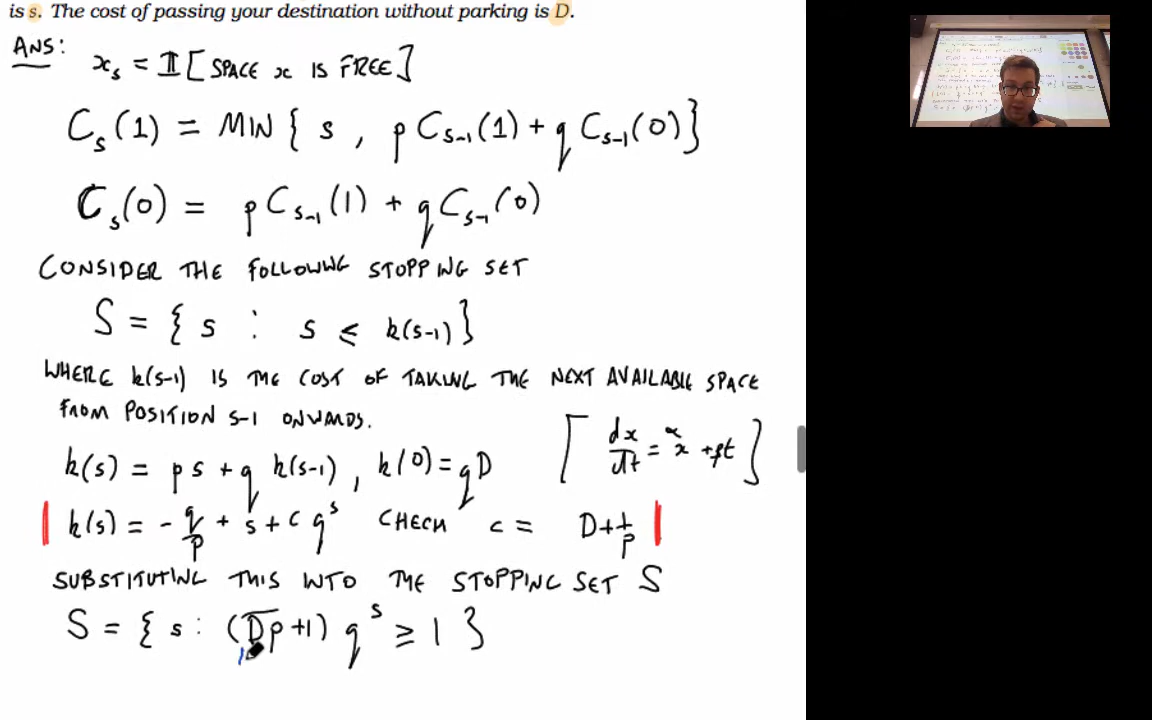 is s. The cost of passing your destination without parking is D.
ANS:
x_s = 𝕀 [ SPACE x IS FREE ]
C_s(1) = MIN { s , p C_{s-1}(1) + q C_{s-1}(0) }
C_s(0) = p C_{s-1}(1) + q C_{s-1}(0)
CONSIDER THE FOLLOWNG STOPPING SET
S = { s : s ≤ k(s-1) }
WHERE k(s-1) IS THE COST OF TAKING THE NEXT AVAILABLE SPACE
FROM POSITION s-1 ONWARDS.
k(s) = p s + q k(s-1) , k(0) = q D
[ dx/dt = αx + βt ]
k(s) = - q/p + s + c q^s CHECK c = D + 1/p
SUBSTITUTING THIS INTO THE STOPPING SET S
S = { s : (Dp + 1) q^s ≥ 1 }